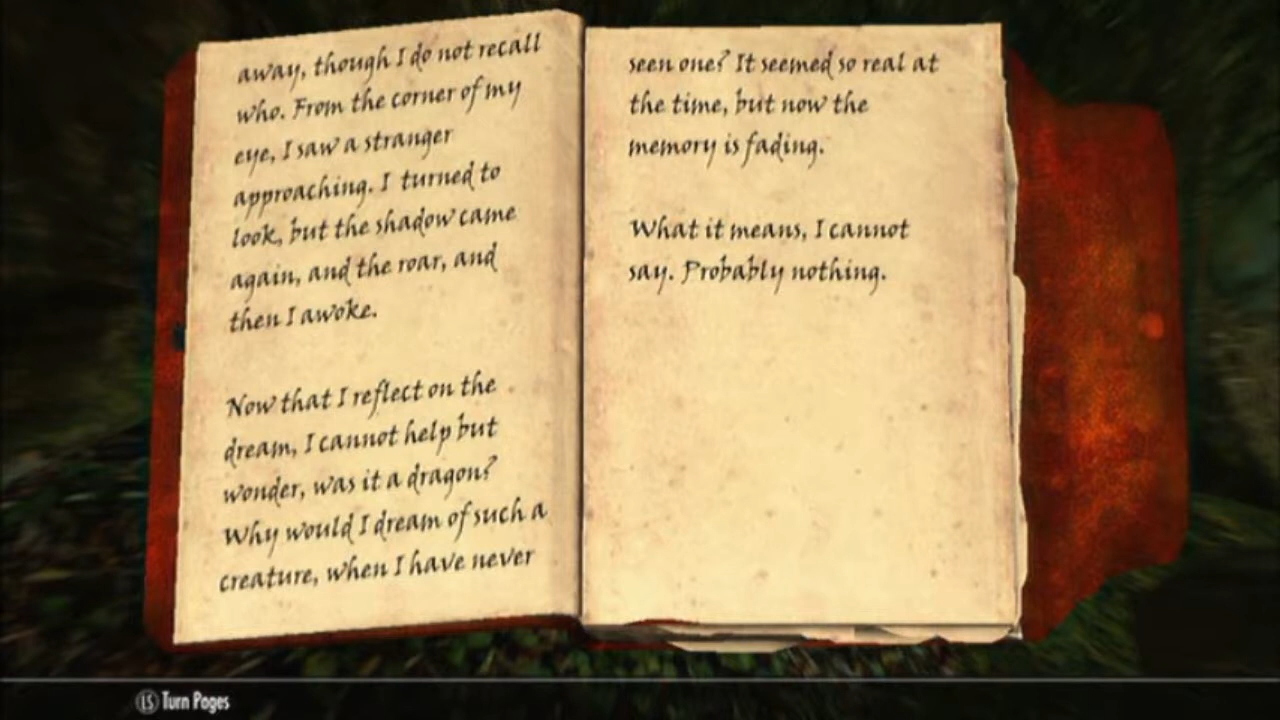 away, though I do not recall
who. From the corner of my
eye, I saw a stranger
approaching. I turned to
look, but the shadow came
again, and the roar, and
then I awoke.
Now that I reflect on the
dream, I cannot help but
wonder, was it a dragon?
Why would I dream of such a
creature, when I have never
seen one? It seemed so real at
the time, but now the
memory is fading.
What it means, I cannot
say. Probably nothing.
LS Turn Pages